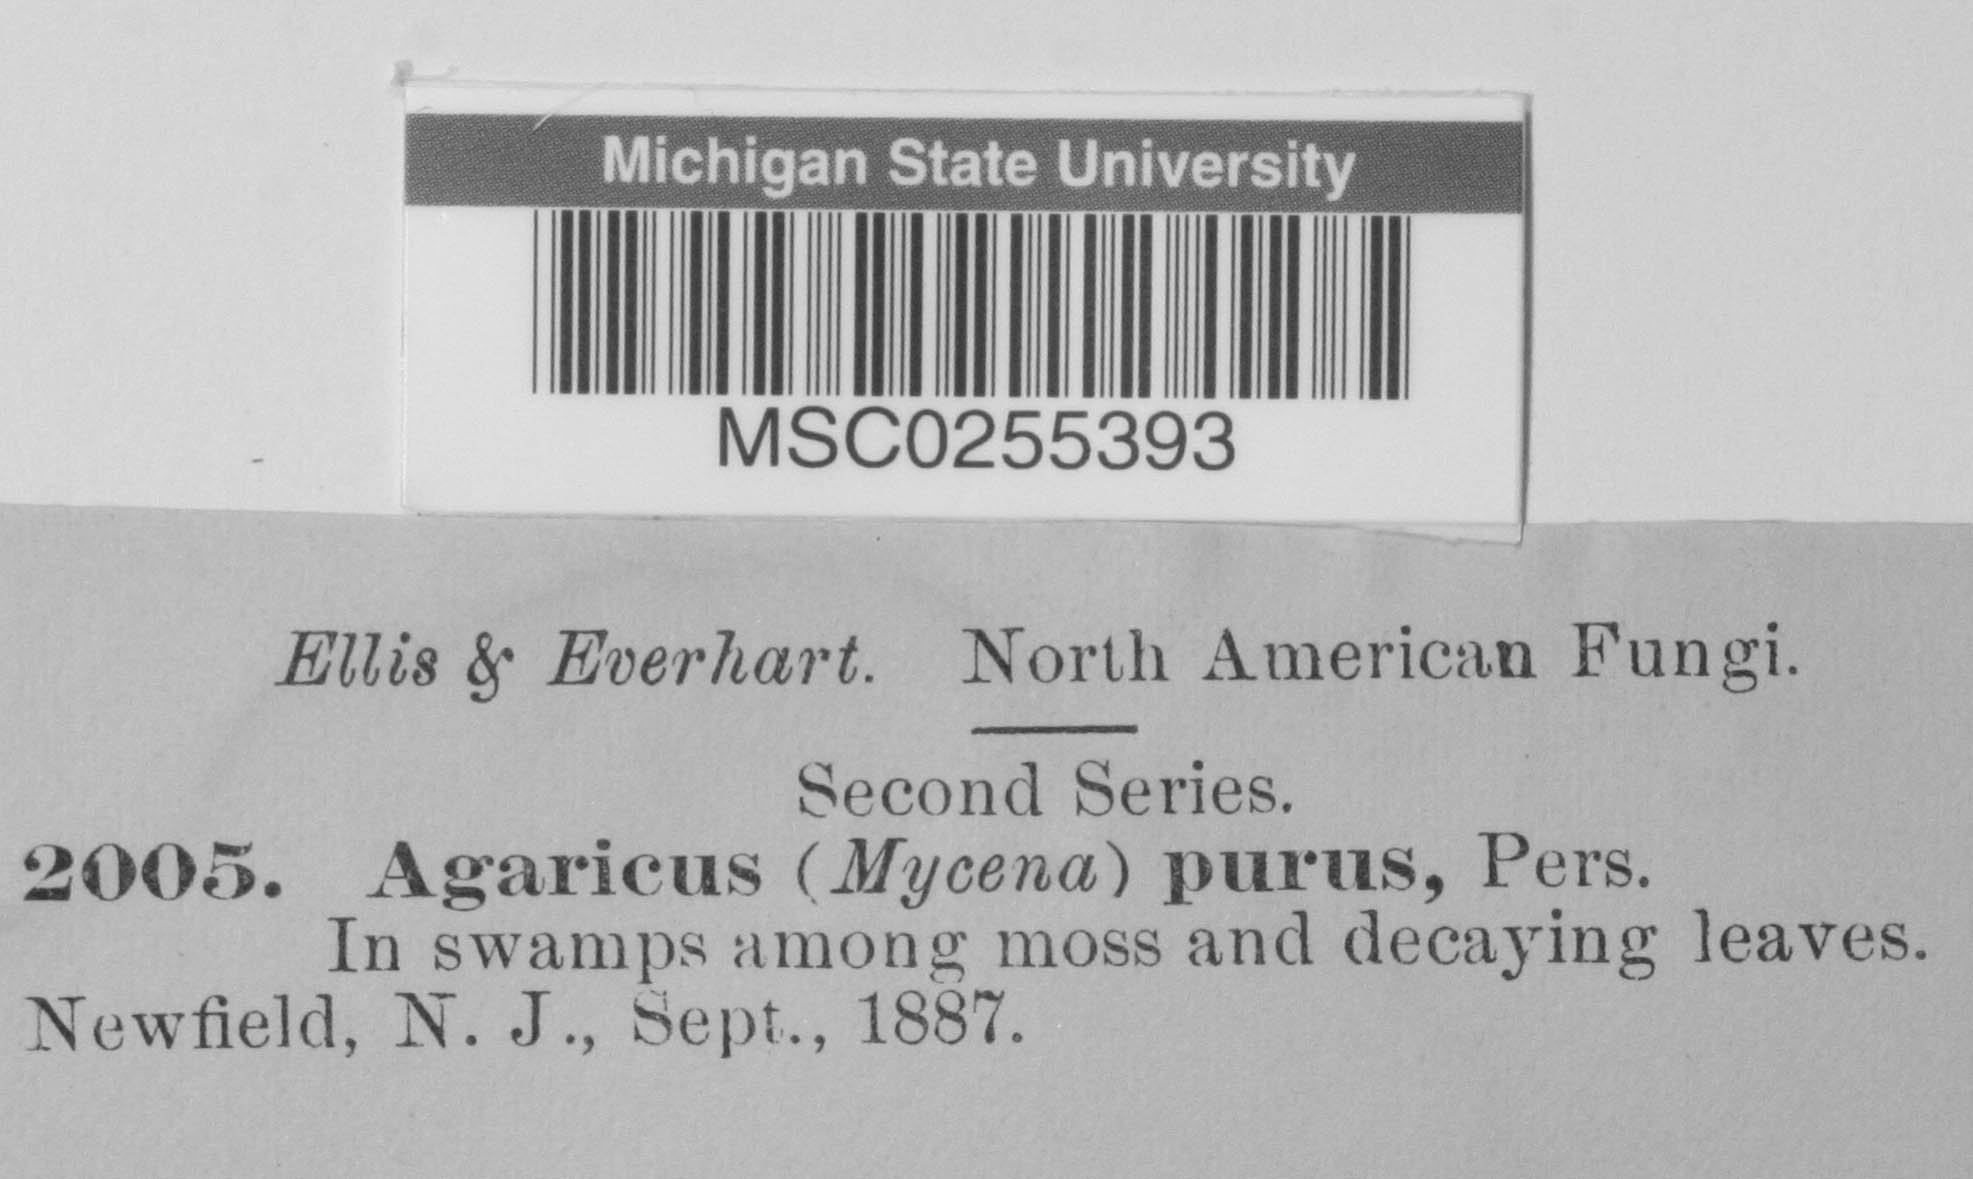 Michigan State University
MSC0255393
Ellis & Everhart. North American Fungi.
Second Series.
2005. Agaricus (Mycena) purus, Pers.
In swamps among moss and decaying leaves.
Newfield, N. J., Sept., 1887.